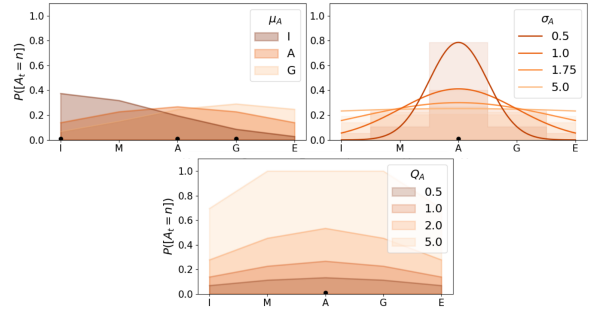 P([A_t = n])
1.0
0.8
0.6
0.4
0.2
0.0
I M A G E
μ_A
I
A
G
P([A_t = n])
1.0
0.8
0.6
0.4
0.2
0.0
I M A G E
σ_A
0.5
1.0
1.75
5.0
P([A_t = n])
1.0
0.8
0.6
0.4
0.2
0.0
I M A G E
Q_A
0.5
1.0
2.0
5.0